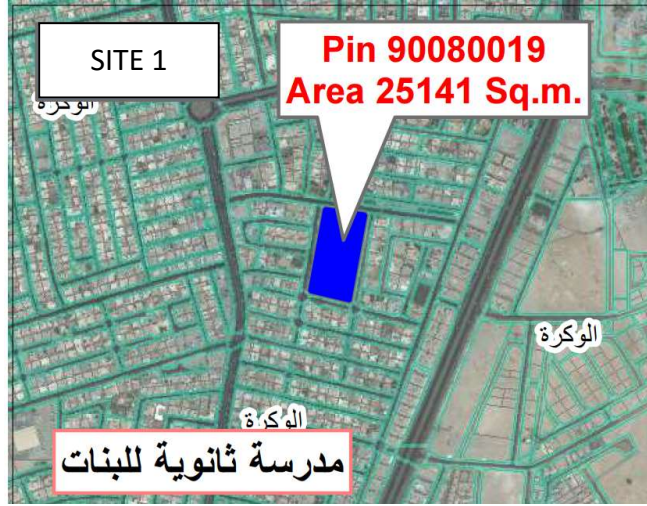 SITE 1
Pin 90080019
Area 25141 Sq.m.
الوكرة
الوكرة
الوكرة
مدرسة ثانوية للبنات